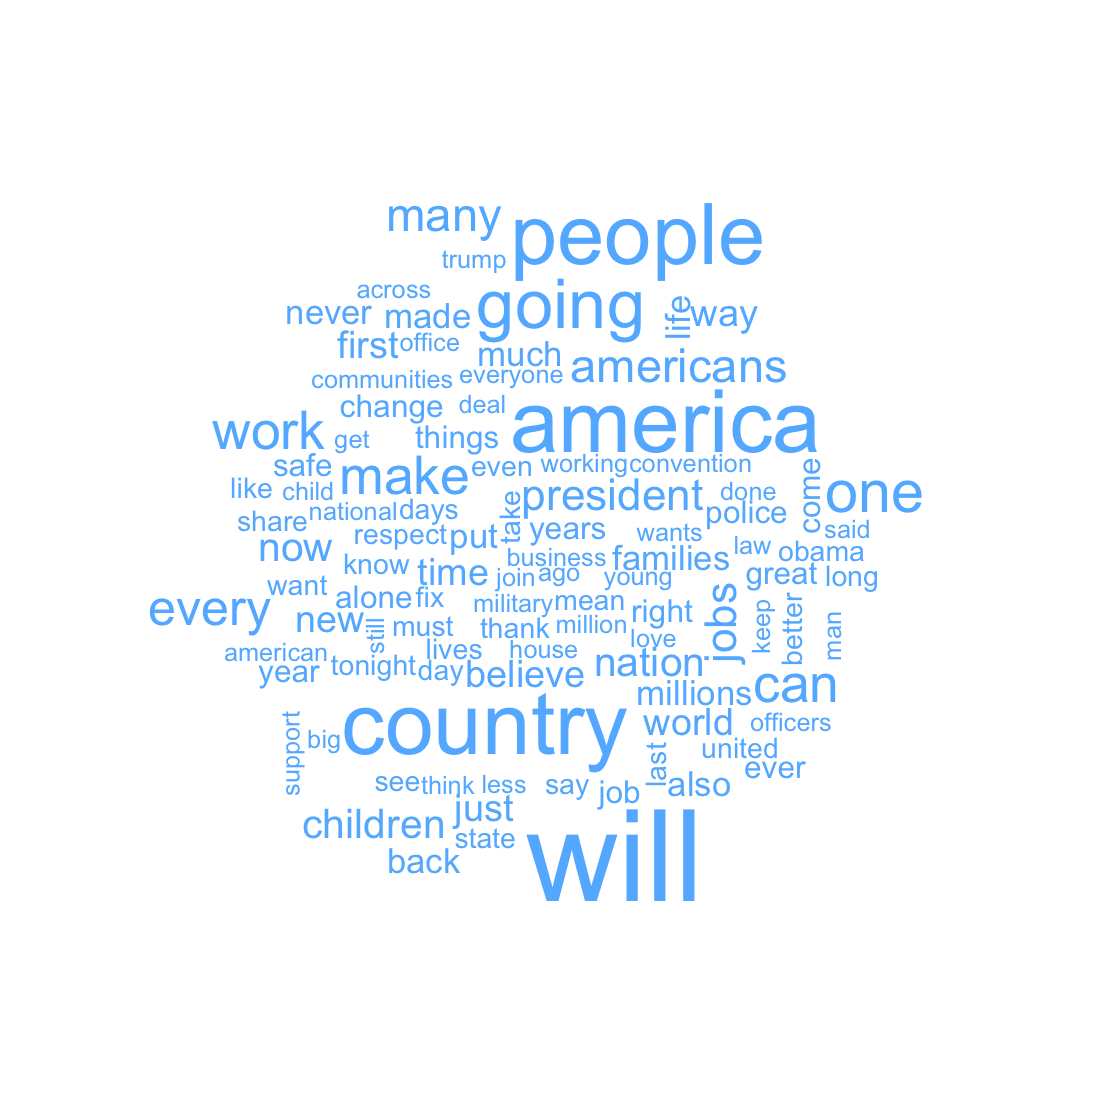 many
people
trump
across
going
life
way
never
made
first
office
much
americans
communities
everyone
change
deal
america
work
get
things
safe
make
even
working
convention
like
child
president
done
come
one
share
national
days
take
police
respect
put
years
wants
said
now
know
time
business
families
law
obama
join
ago
young
great
long
want
alone
fix
military
mean
right
jobs
keep
better
man
every
new
still
must
thank
million
love
american
lives
house
year
tonight
day
believe
nation
millions
can
support
big
country
world
officers
last
united
see
think
less
say
job
also
ever
children
just
state
back
will